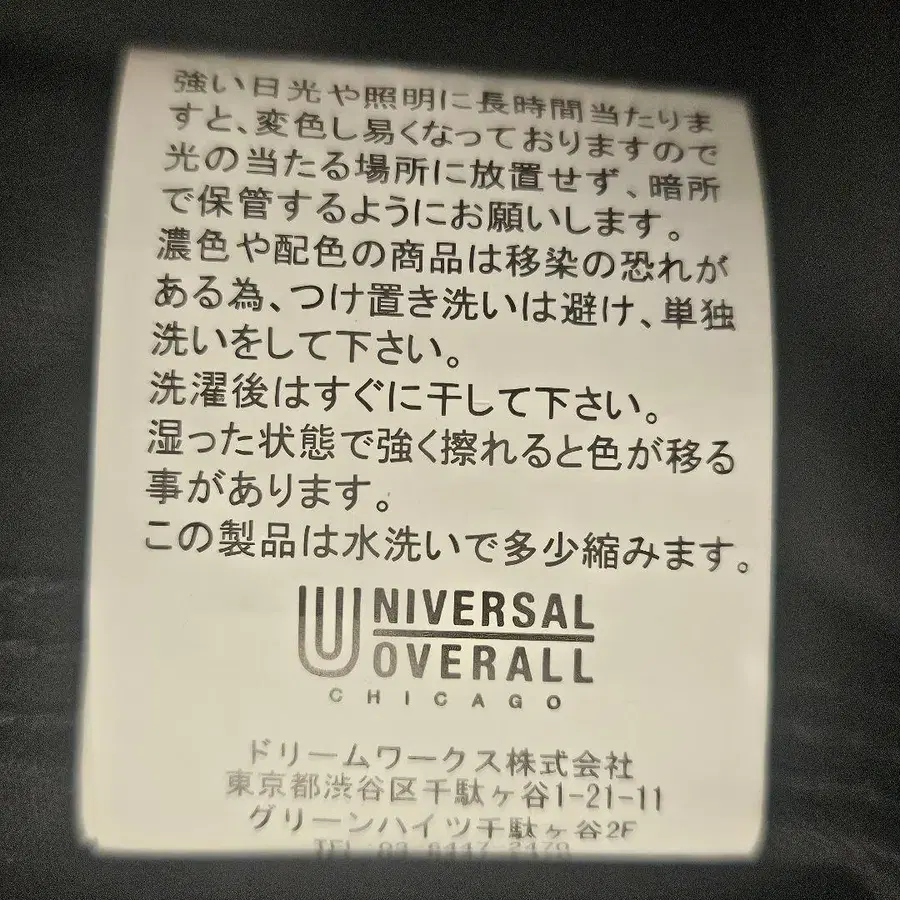 強い日光や照明に長時間当たりま
すと、変色し易くなっておりますので
光の当たる場所に放置せず、暗所
で保管するようにお願いします。
濃色や配色の商品は移染の恐れが
ある為、つけ置き洗いは避け、単独
洗いをして下さい。
洗濯後はすぐに干して下さい。
湿った状態で強く擦れると色が移る
事があります。
この製品は水洗いで多少縮みます。
UNIVERSAL
OVERALL
CHICAGO
ドリームワークス株式会社
東京都渋谷区千駄ヶ谷1-21-11
グリーンハイツ千駄ヶ谷2F
TEL 03